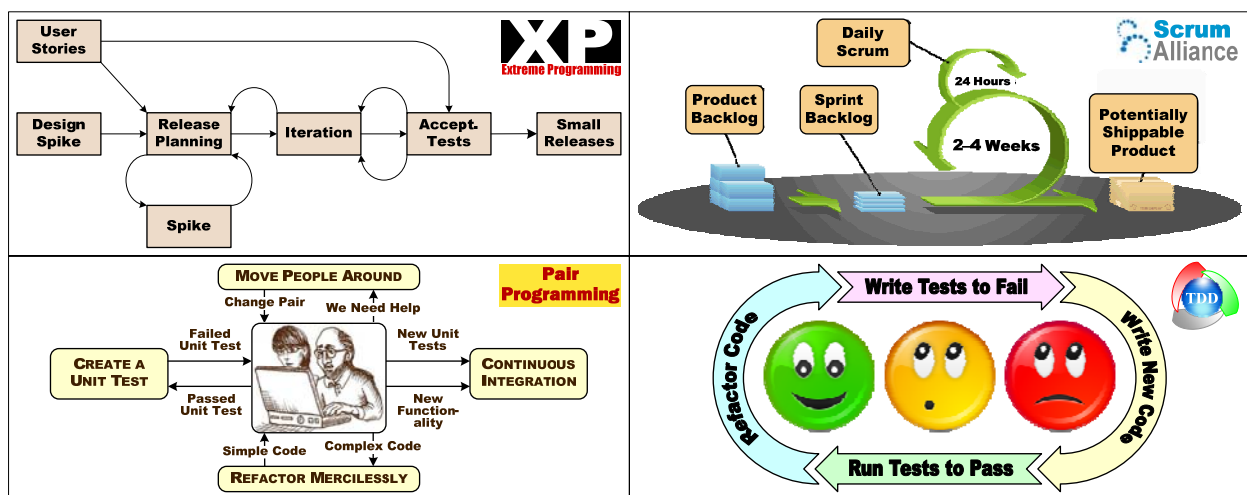 User
Stories
XP
Extreme Programming
Design
Spike
Release
Planning
Iteration
Accept.
Tests
Small
Releases
Spike
Daily
Scrum
Scrum
Alliance
24 Hours
Product
Backlog
Sprint
Backlog
2–4 Weeks
Potentially
Shippable
Product
MOVE PEOPLE AROUND
Pair
Programming
Change Pair
We Need Help
Failed
Unit Test
New Unit
Tests
CREATE A
UNIT TEST
CONTINUOUS
INTEGRATION
Passed
Unit Test
New
Function-
ality
Simple Code
Complex Code
REFACTOR MERCILESSLY
Write Tests to Fail
TDD
Refactor Code
Write New Code
Run Tests to Pass